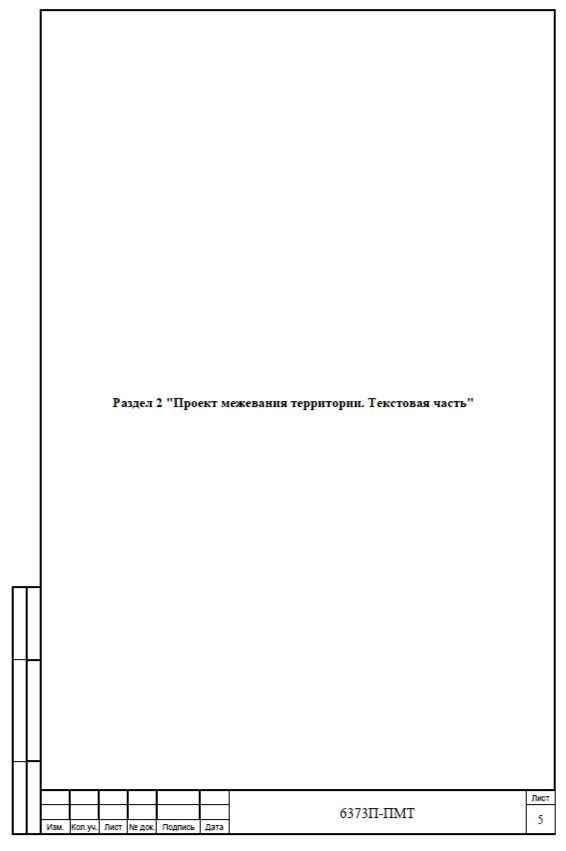 Раздел 2 "Проект межевания территории. Текстовая часть"
6373П-ПМТ
Лист
5
Изм. Кол.уч. Лист № док. Подпись Дата